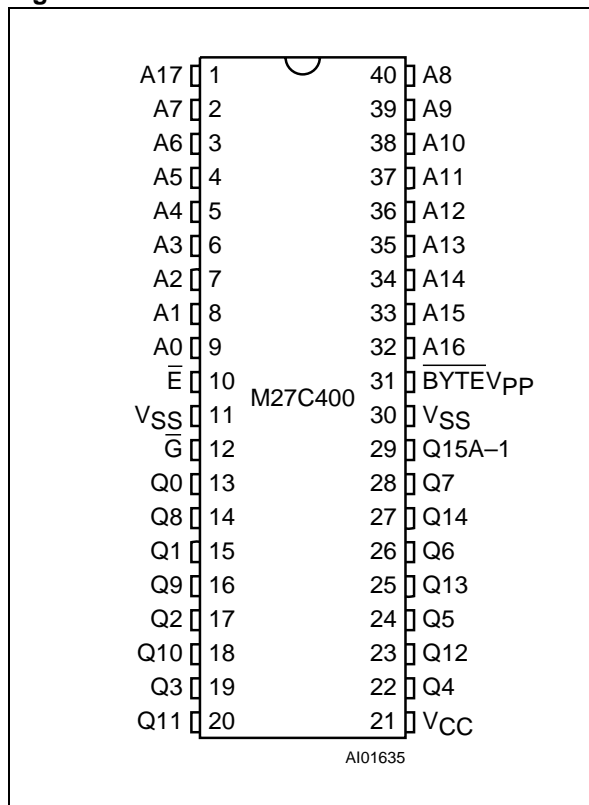 A17 1 40 A8
A7 2 39 A9
A6 3 38 A10
A5 4 37 A11
A4 5 36 A12
A3 6 35 A13
A2 7 34 A14
A1 8 33 A15
A0 9 32 A16
E̅ 10 31 B̅Y̅T̅E̅VPP
M27C400
VSS 11 30 VSS
G̅ 12 29 Q15A–1
Q0 13 28 Q7
Q8 14 27 Q14
Q1 15 26 Q6
Q9 16 25 Q13
Q2 17 24 Q5
Q10 18 23 Q12
Q3 19 22 Q4
Q11 20 21 VCC
AI01635